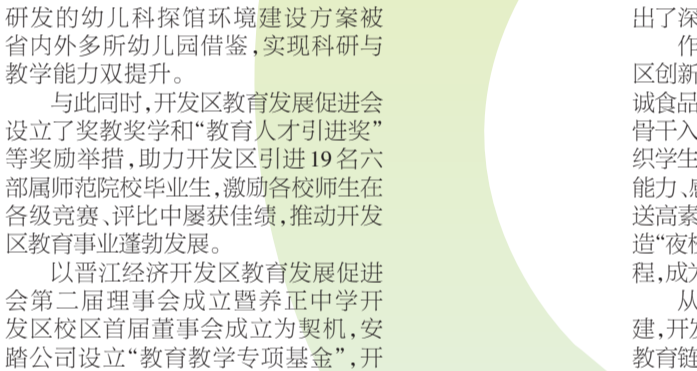 研发的幼儿科探馆环境建设方案被
省内外多所幼儿园借鉴,实现科研与
教学能力双提升。
与此同时,开发区教育发展促进会
设立了奖教奖学和“教育人才引进奖”
等奖励举措,助力开发区引进19名六
部属师范院校毕业生,激励各校师生在
各级竞赛、评比中屡获佳绩,推动开发
区教育事业蓬勃发展。
以晋江经济开发区教育发展促进
会第二届理事会成立暨养正中学开
发区校区首届董事会成立为契机,安
踏公司设立“教育教学专项基金”,开
出了深
作
区创新
诚食品
骨干入
织学生
能力、感
送高素
造“夜校
程,成为
从
建,开发
教育链